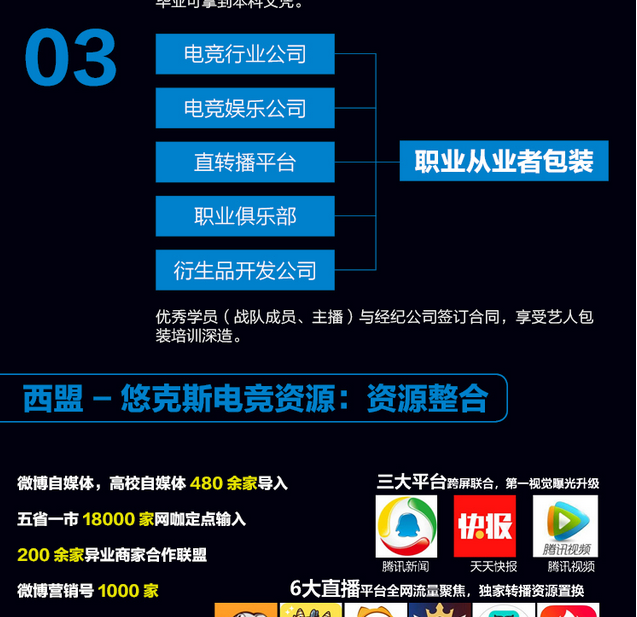 毕业可拿到本科文凭。
03
电竞行业公司
电竞娱乐公司
直转播平台
职业俱乐部
衍生品开发公司
职业从业者包装
优秀学员（战队成员、主播）与经纪公司签订合同，享受艺人包
装培训深造。
西盟 – 悠克斯电竞资源：资源整合
微博自媒体，高校自媒体 480 余家导入
五省一市 18000 家网咖定点输入
200 余家异业商家合作联盟
微博营销号 1000 家
三大平台跨屏联合，第一视觉曝光升级
快报
腾讯视频
腾讯新闻
天天快报
腾讯视频
6大直播平台全网流量聚焦，独家转播资源置换